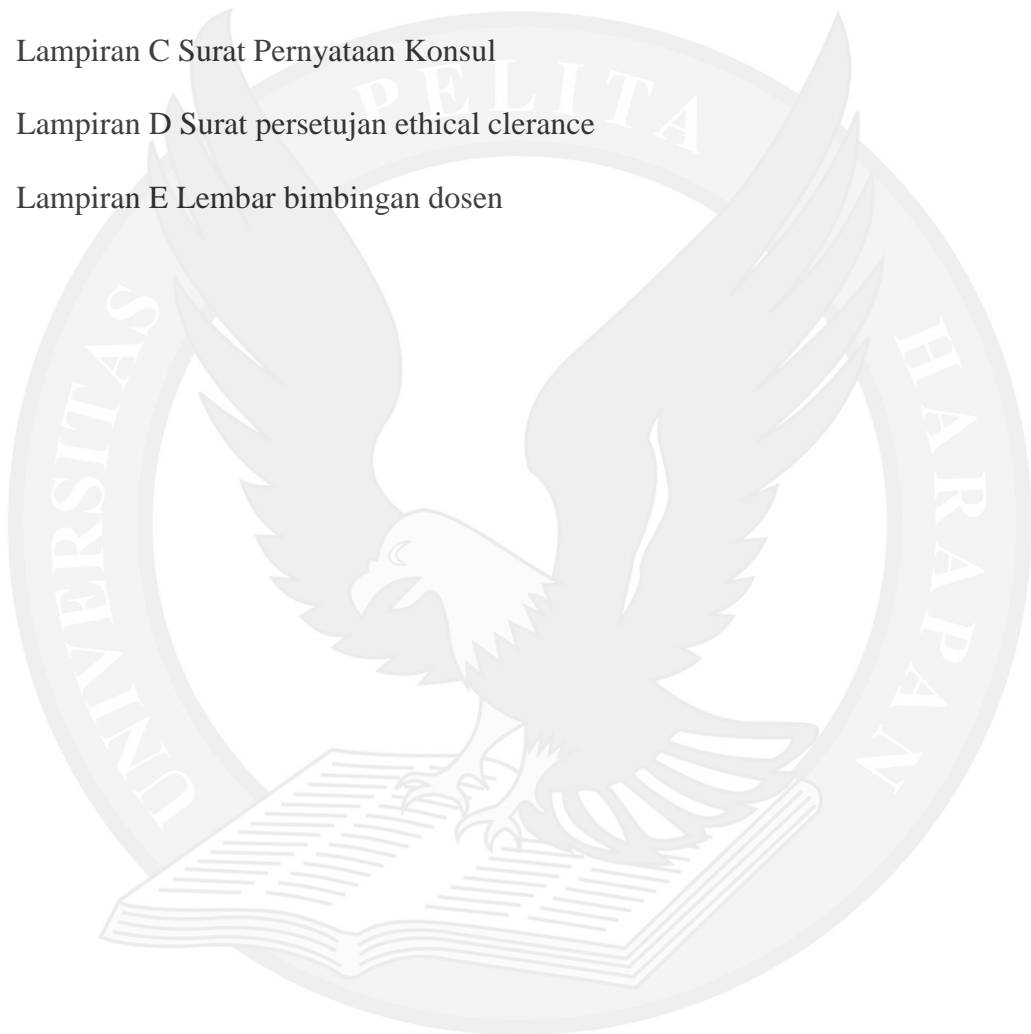 Lampiran C Surat Pernyataan Konsul
Lampiran D Surat persetujan ethical clerance
Lampiran E Lembar bimbingan dosen
UNIVERSITAS PELITA HARAPAN